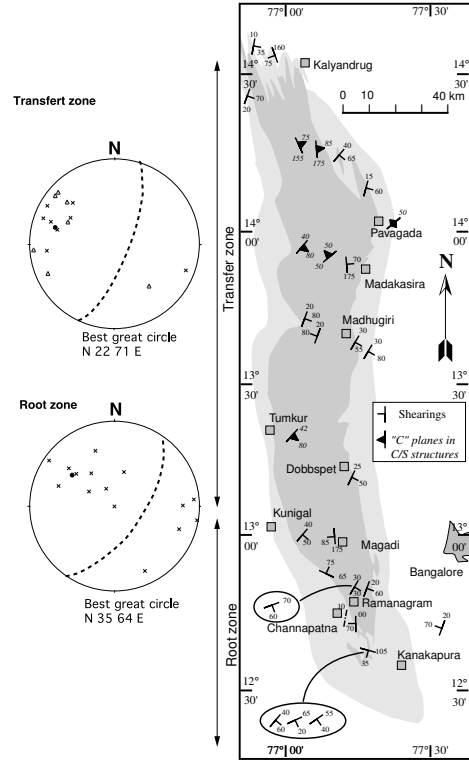 77° 00'
77° 30'
10
35
160
75
Kalyandrug
14°
30'
0 10 20 40 km
20
70
Transfert zone
N
Best great circle
N 22 71 E
Transfer zone
75
155
85
175
40
65
15
60
50
Pavagada
14°
00'
40
80
50
50
70
175
Madakasira
N
20
80
Madhugiri
20
80
30
55
30
80
13°
30'
Root zone
N
Best great circle
N 35 64 E
Shearings
"C" planes in
C/S structures
Tumkur
42
80
Dobbspet
25
50
Kunigal
40
50
85
175
Magadi
13°
00'
Bangalore
75
65
30
30
20
60
Ramanagram
70
60
10
00
70
Channapatna
20
70
Root zone
105
35
Kanakapura
12°
30'
40
60
65
20
55
40
77° 00'
77° 30'